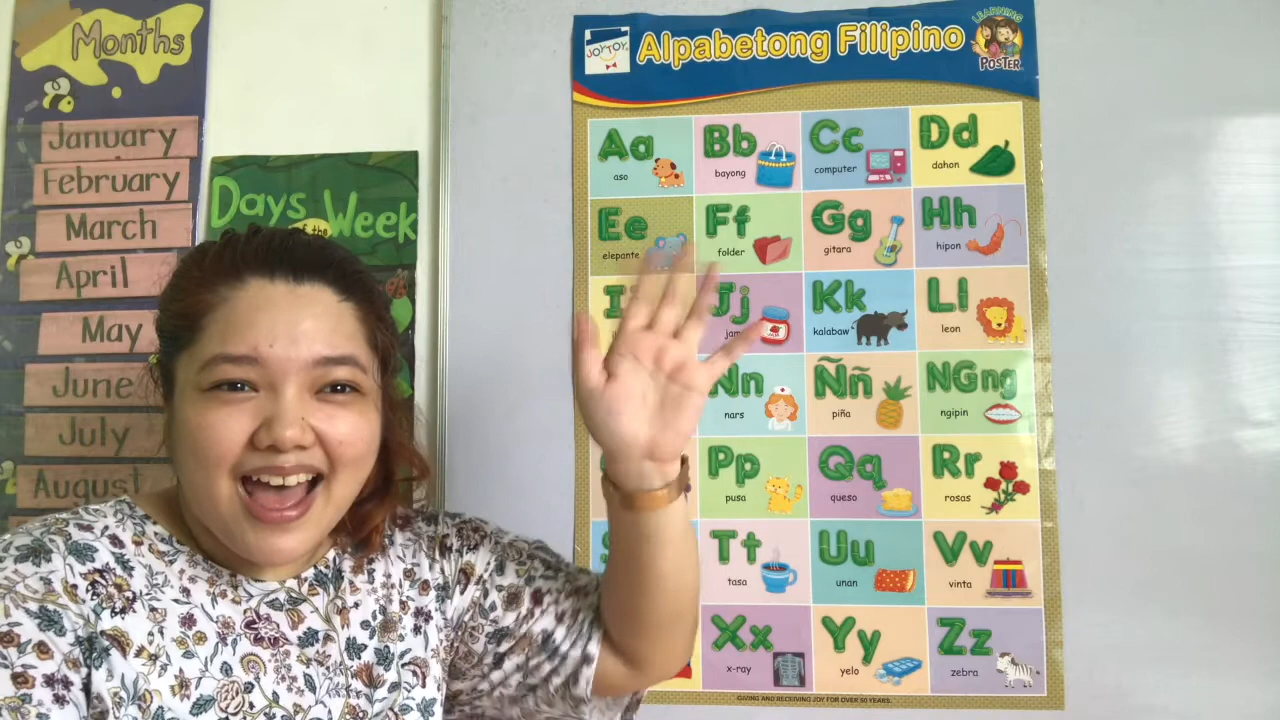 Months
January
February
March
April
May
June
July
August
Days
of the
Week
JOYTOY
Alpabetong Filipino
LEARNING
POSTER
Aa
aso
Bb
bayong
Cc
computer
Dd
dahon
Ee
elepante
Ff
folder
Gg
gitara
Hh
hipon
Jj
jam
Kk
kalabaw
Ll
leon
Nn
nars
Ññ
piña
NGng
ngipin
Pp
pusa
Qq
queso
Rr
rosas
Tt
tasa
Uu
unan
Vv
vinta
Xx
x-ray
Yy
yelo
Zz
zebra
GIVING AND RECEIVING JOY FOR OVER 50 YEARS.